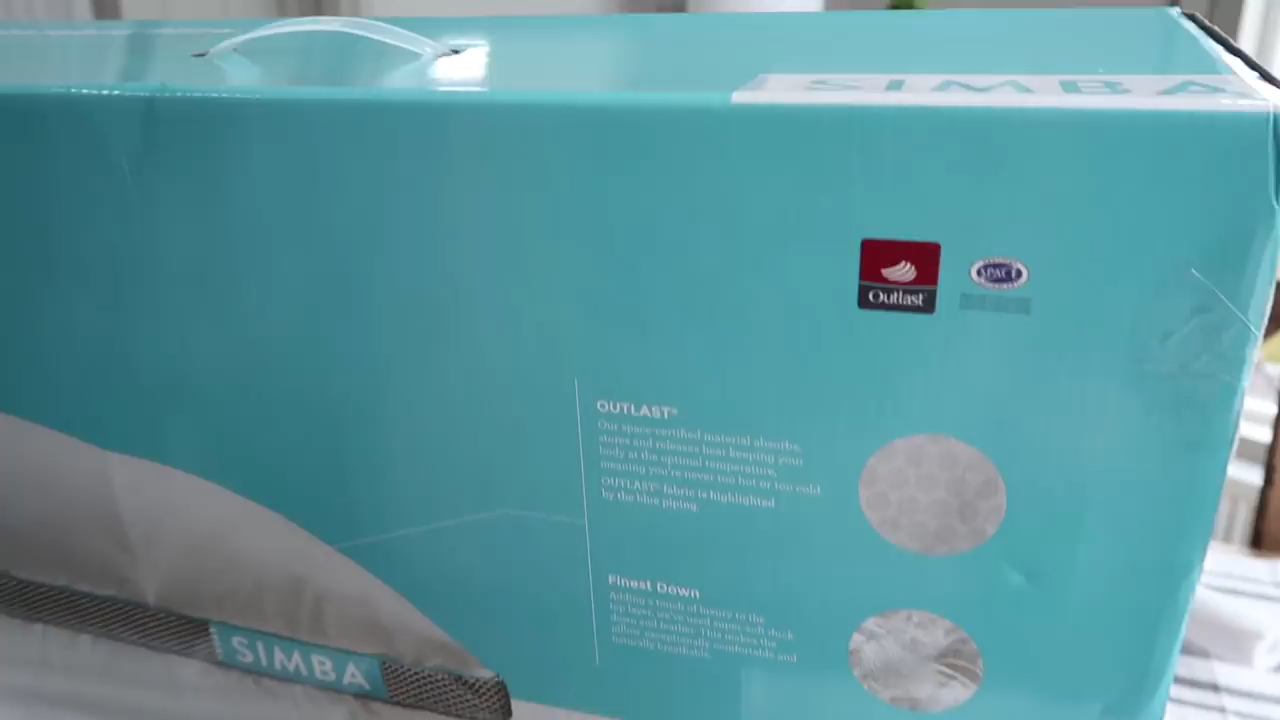 SIMBA
Outlast
SPACE
OUTLAST®
Our space-certified material absorbs,
stores and releases heat keeping your
body at the optimal temperature,
meaning you're never too hot or too cold
OUTLAST® fabric is highlighted
by the blue piping.
Finest Down
Adding a touch of luxury to the
top layer, we've used super-soft duck
down and feather. This makes the
pillow exceptionally comfortable and
naturally breathable.
SIMBA